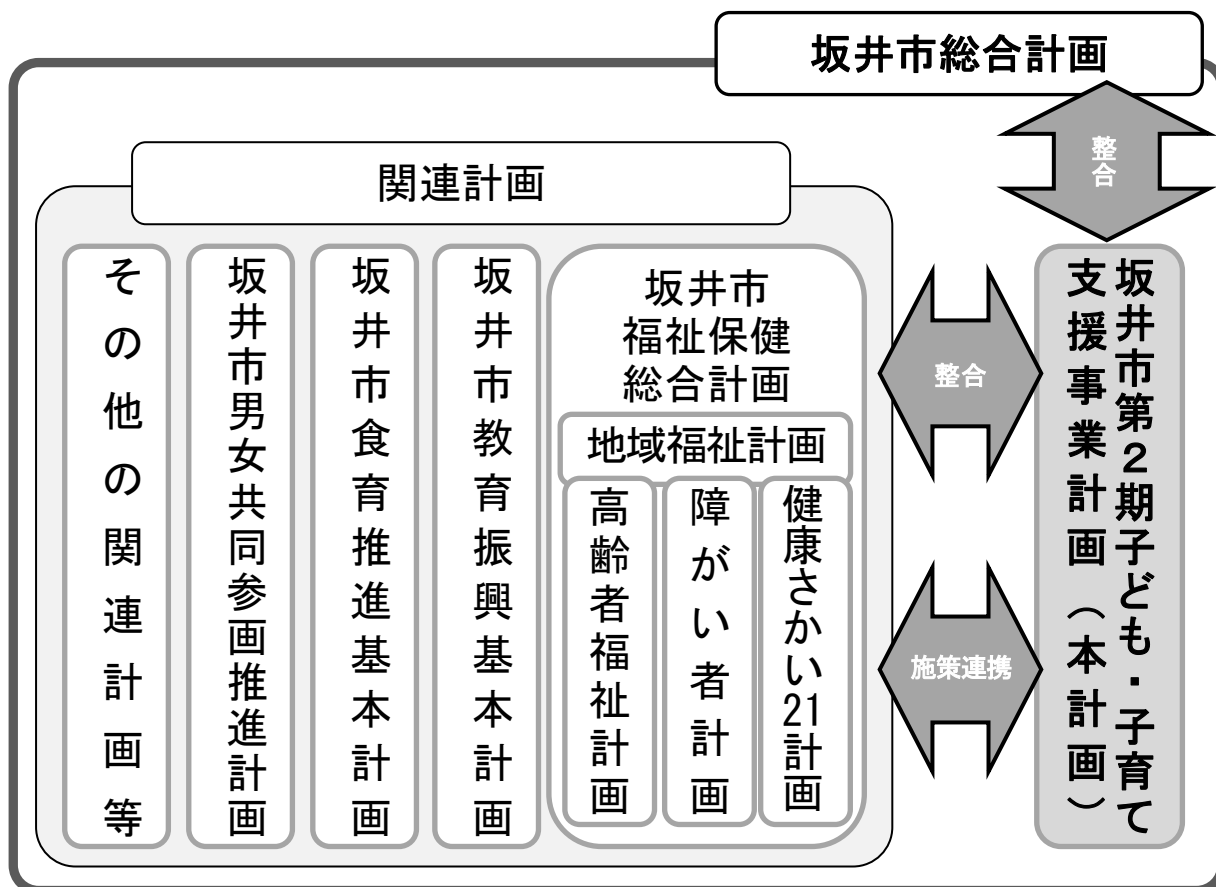 坂井市総合計画
整合
関連計画
その他の関連計画等
坂井市男女共同参画推進計画
坂井市食育推進基本計画
坂井市教育振興基本計画
坂井市
福祉保健
総合計画
地域福祉計画
高齢者福祉計画
障がい者計画
健康さかい21計画
整合
施策連携
坂井市第２期子ども・子育て
支援事業計画（本計画）